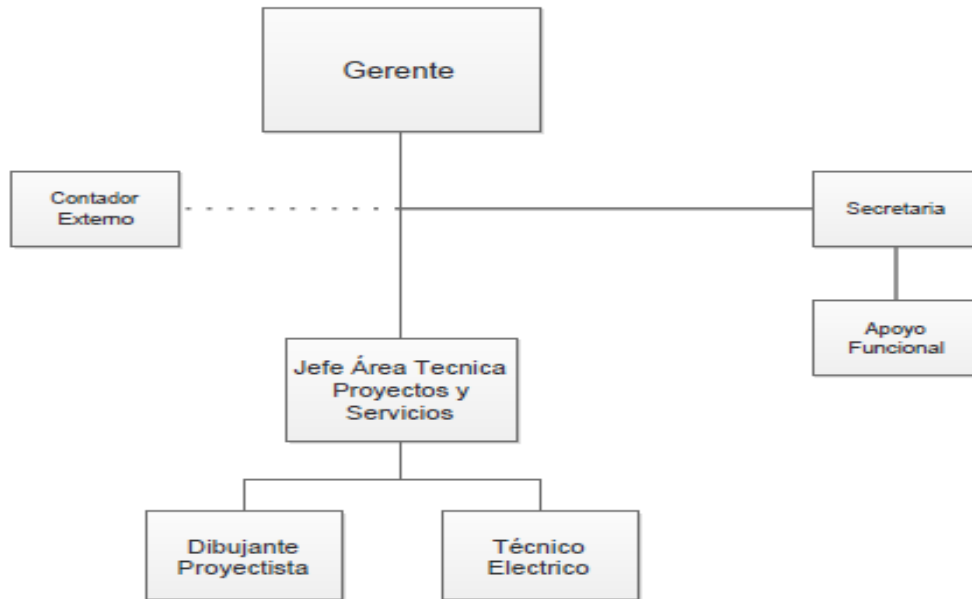 Gerente
Contador
Externo
Secretaria
Apoyo
Funcional
Jefe Área Tecnica
Proyectos y
Servicios
Dibujante
Proyectista
Técnico
Electrico